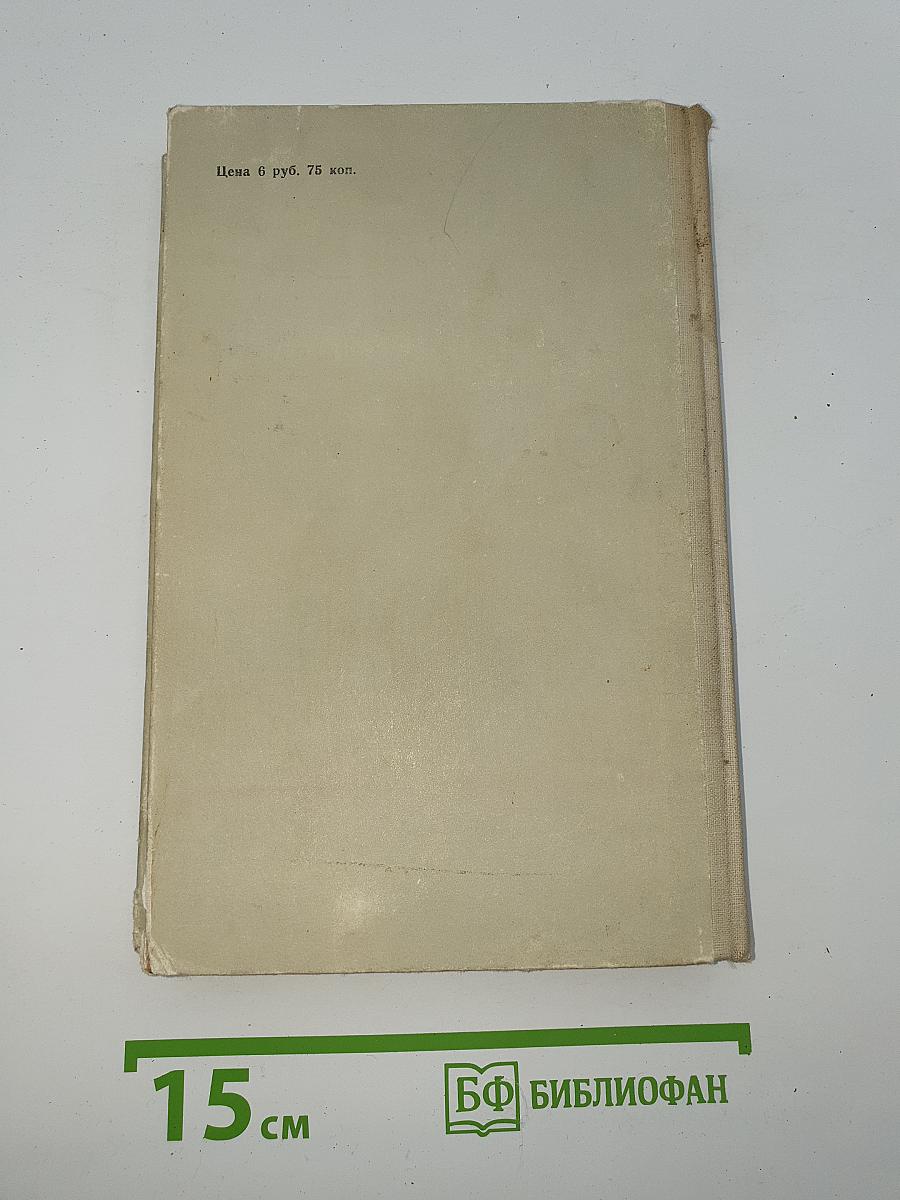 Цена 6 руб. 75 коп.
15 см
БФ БИБЛИОФАН